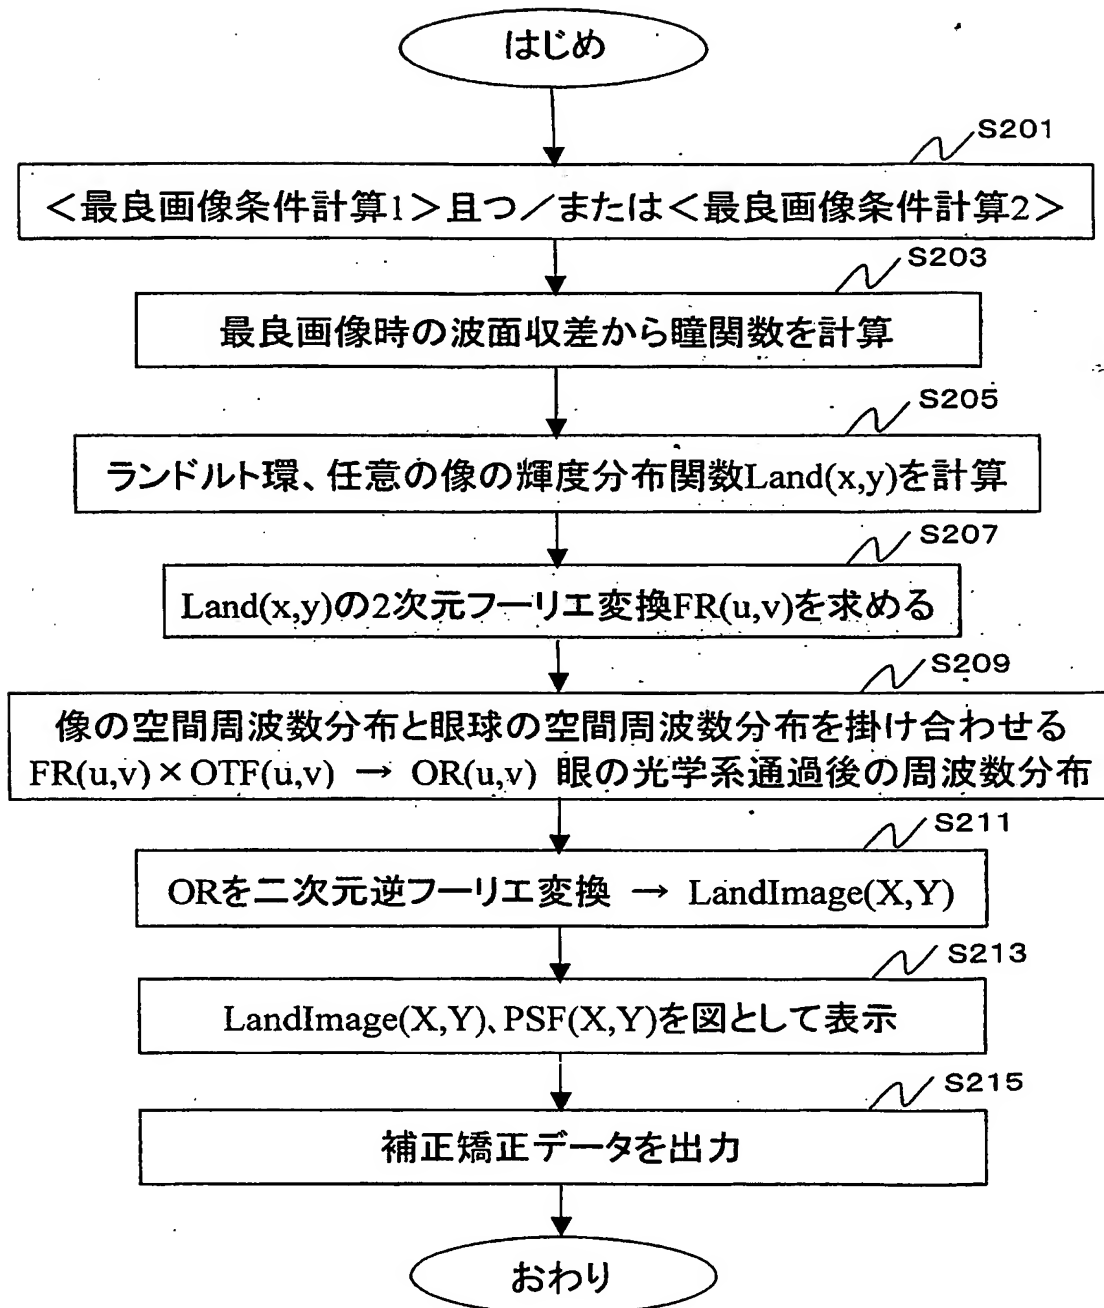 はじめ
S201
＜最良画像条件計算1＞且つ／または＜最良画像条件計算2＞
S203
最良画像時の波面収差から瞳関数を計算
S205
ランドルト環、任意の像の輝度分布関数Land(x,y)を計算
S207
Land(x,y)の2次元フーリエ変換FR(u,v)を求める
S209
像の空間周波数分布と眼球の空間周波数分布を掛け合わせる
FR(u,v)×OTF(u,v) → OR(u,v) 眼の光学系通過後の周波数分布
S211
ORを二次元逆フーリエ変換 → LandImage(X,Y)
S213
LandImage(X,Y)、PSF(X,Y)を図として表示
S215
補正矯正データを出力
おわり